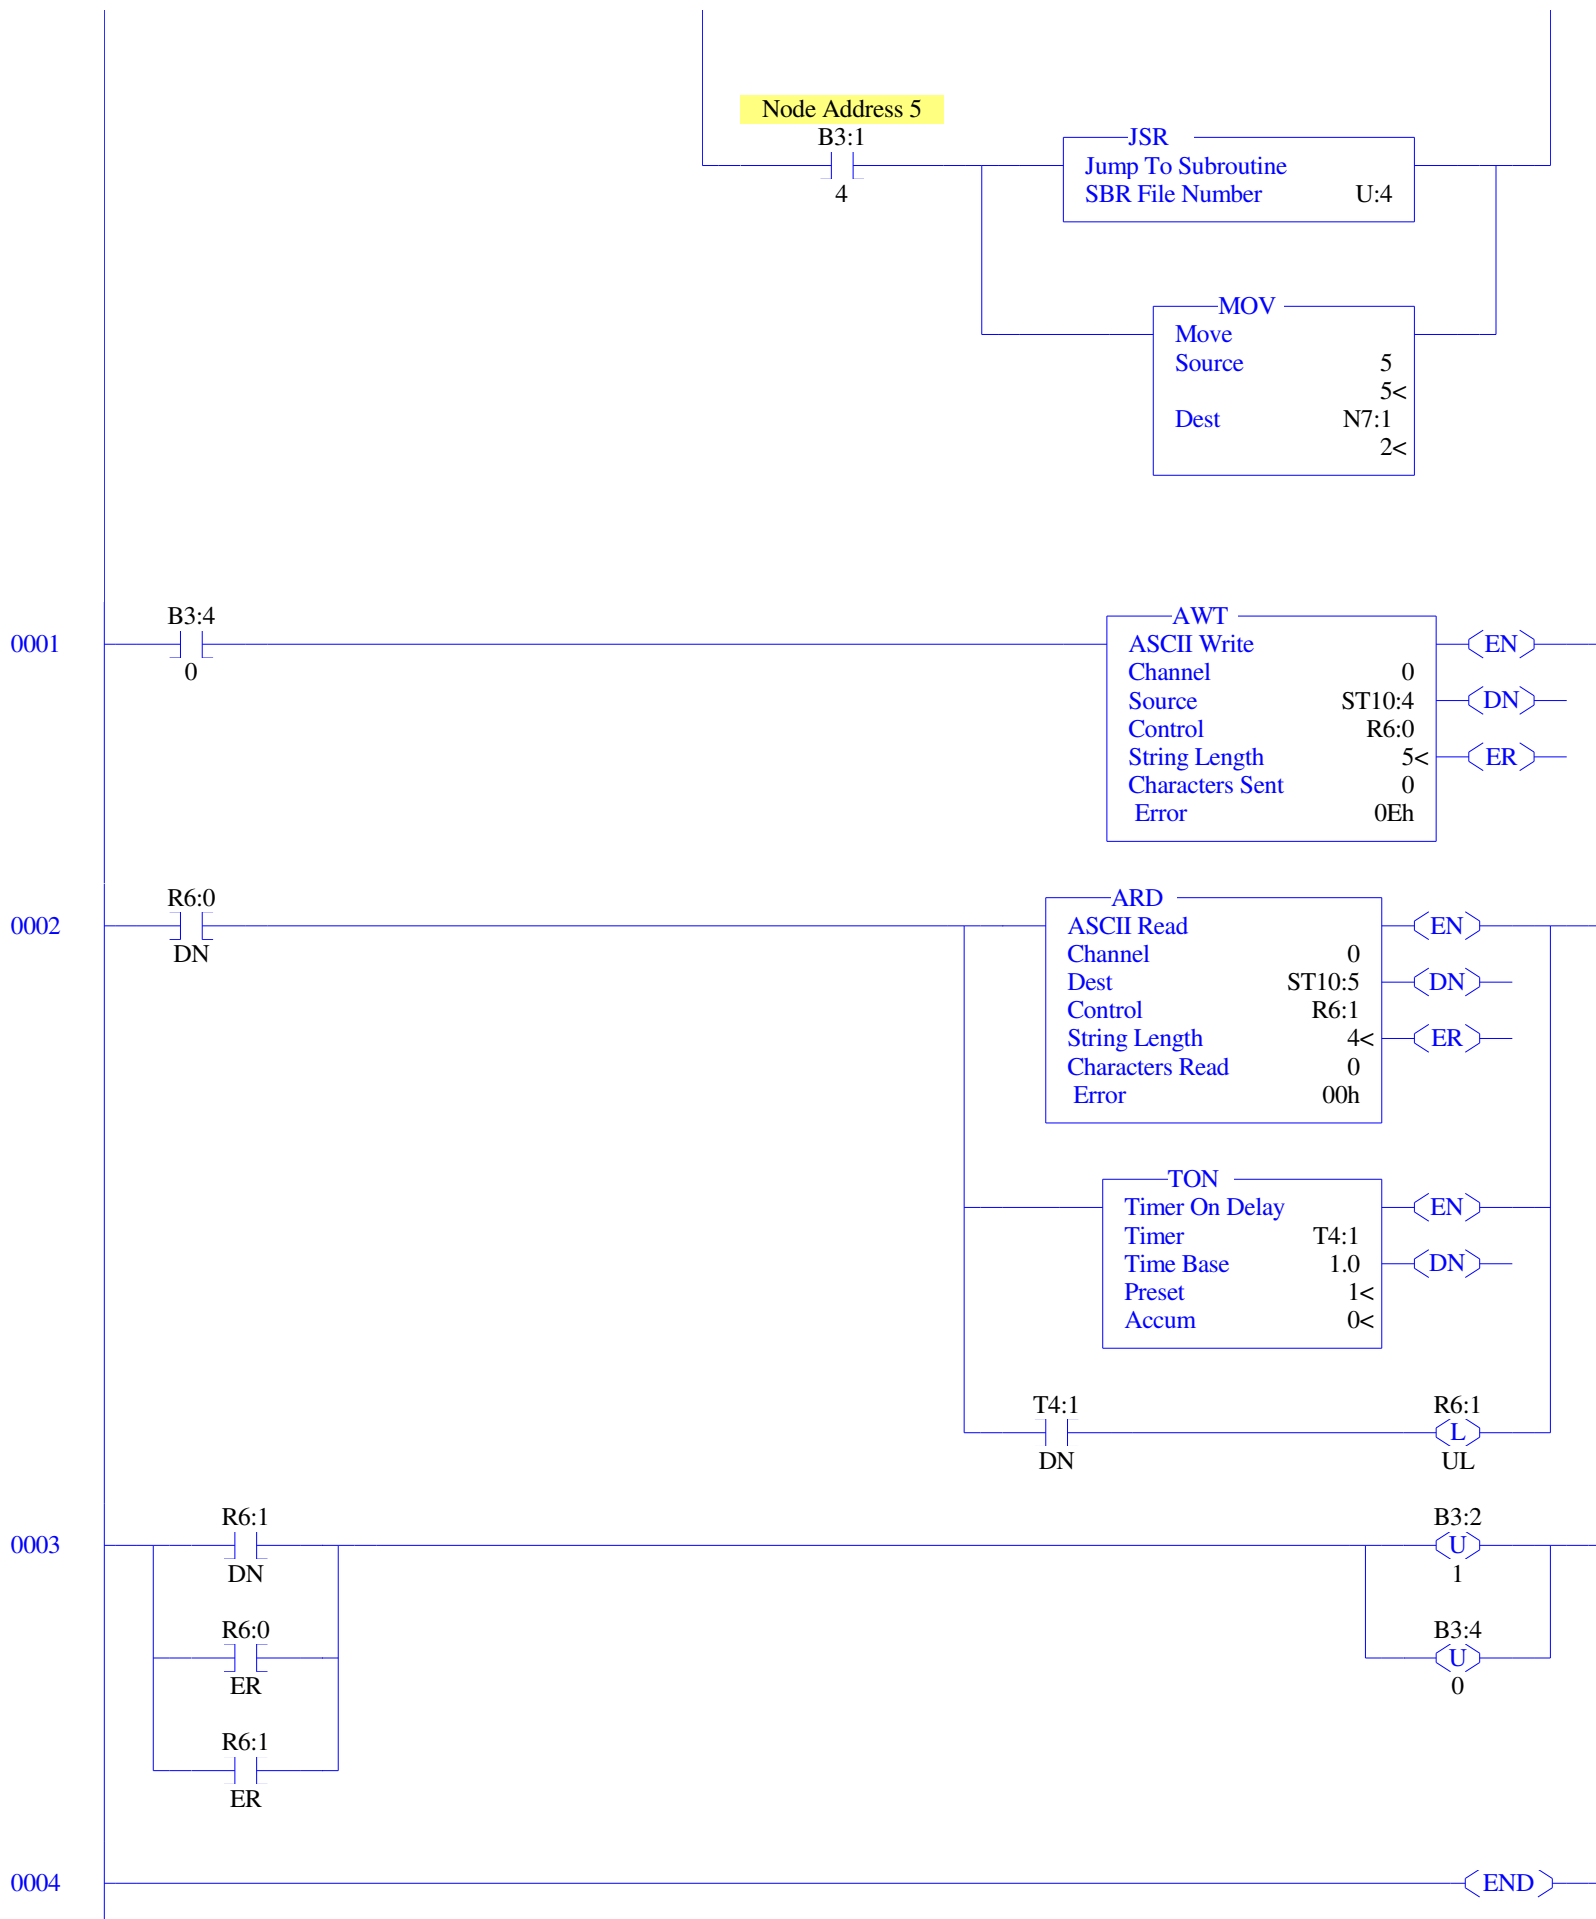 Node Address 5
B3:1
4
JSR
Jump To Subroutine
SBR File Number U:4
MOV
Move
Source 5
5<
Dest N7:1
2<
0001
B3:4
0
AWT
ASCII Write
Channel 0
Source ST10:4
Control R6:0
String Length 5<
Characters Sent 0
Error 0Eh
EN
DN
ER
0002
R6:0
DN
ARD
ASCII Read
Channel 0
Dest ST10:5
Control R6:1
String Length 4<
Characters Read 0
Error 00h
EN
DN
ER
TON
Timer On Delay
Timer T4:1
Time Base 1.0
Preset 1<
Accum 0<
EN
DN
T4:1
DN
R6:1
L
UL
0003
R6:1
DN
R6:0
ER
R6:1
ER
B3:2
U
1
B3:4
U
0
0004
END